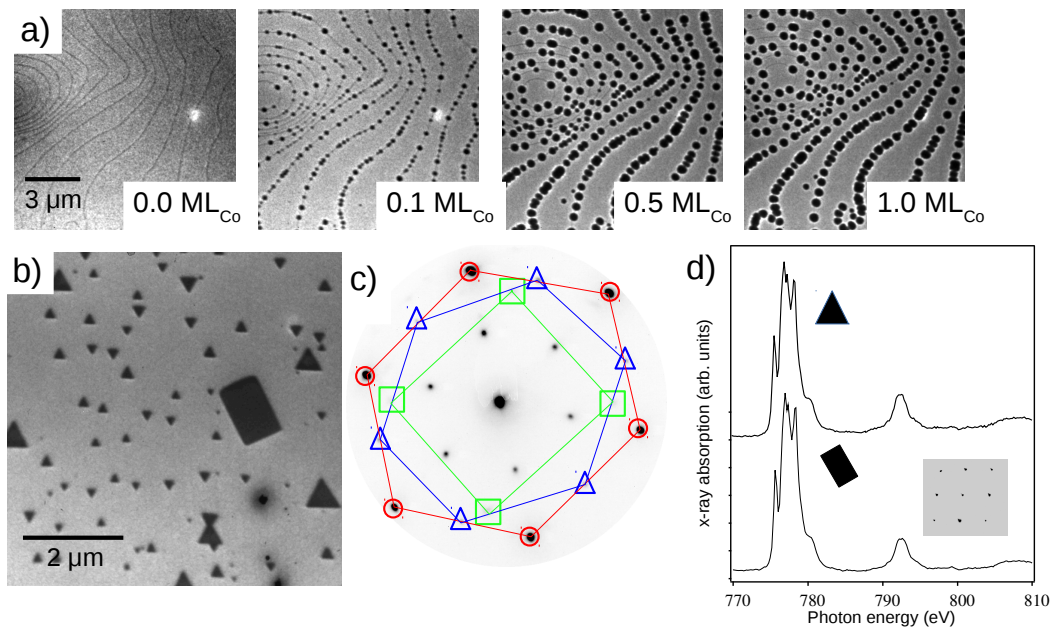 a)
3 μm
0.0 ML_Co
0.1 ML_Co
0.5 ML_Co
1.0 ML_Co
b)
2 μm
c)
d)
x-ray absorption (arb. units)
770 780 790 800 810
Photon energy (eV)